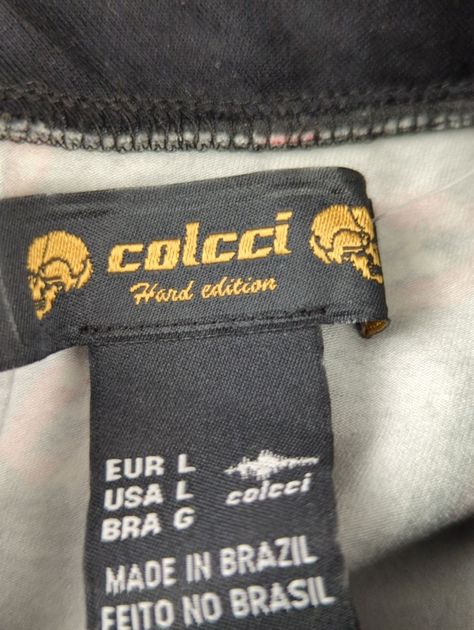 colcci
Hard edition
EUR L
USA L
BRA G
colcci
MADE IN BRAZIL
FEITO NO BRASIL